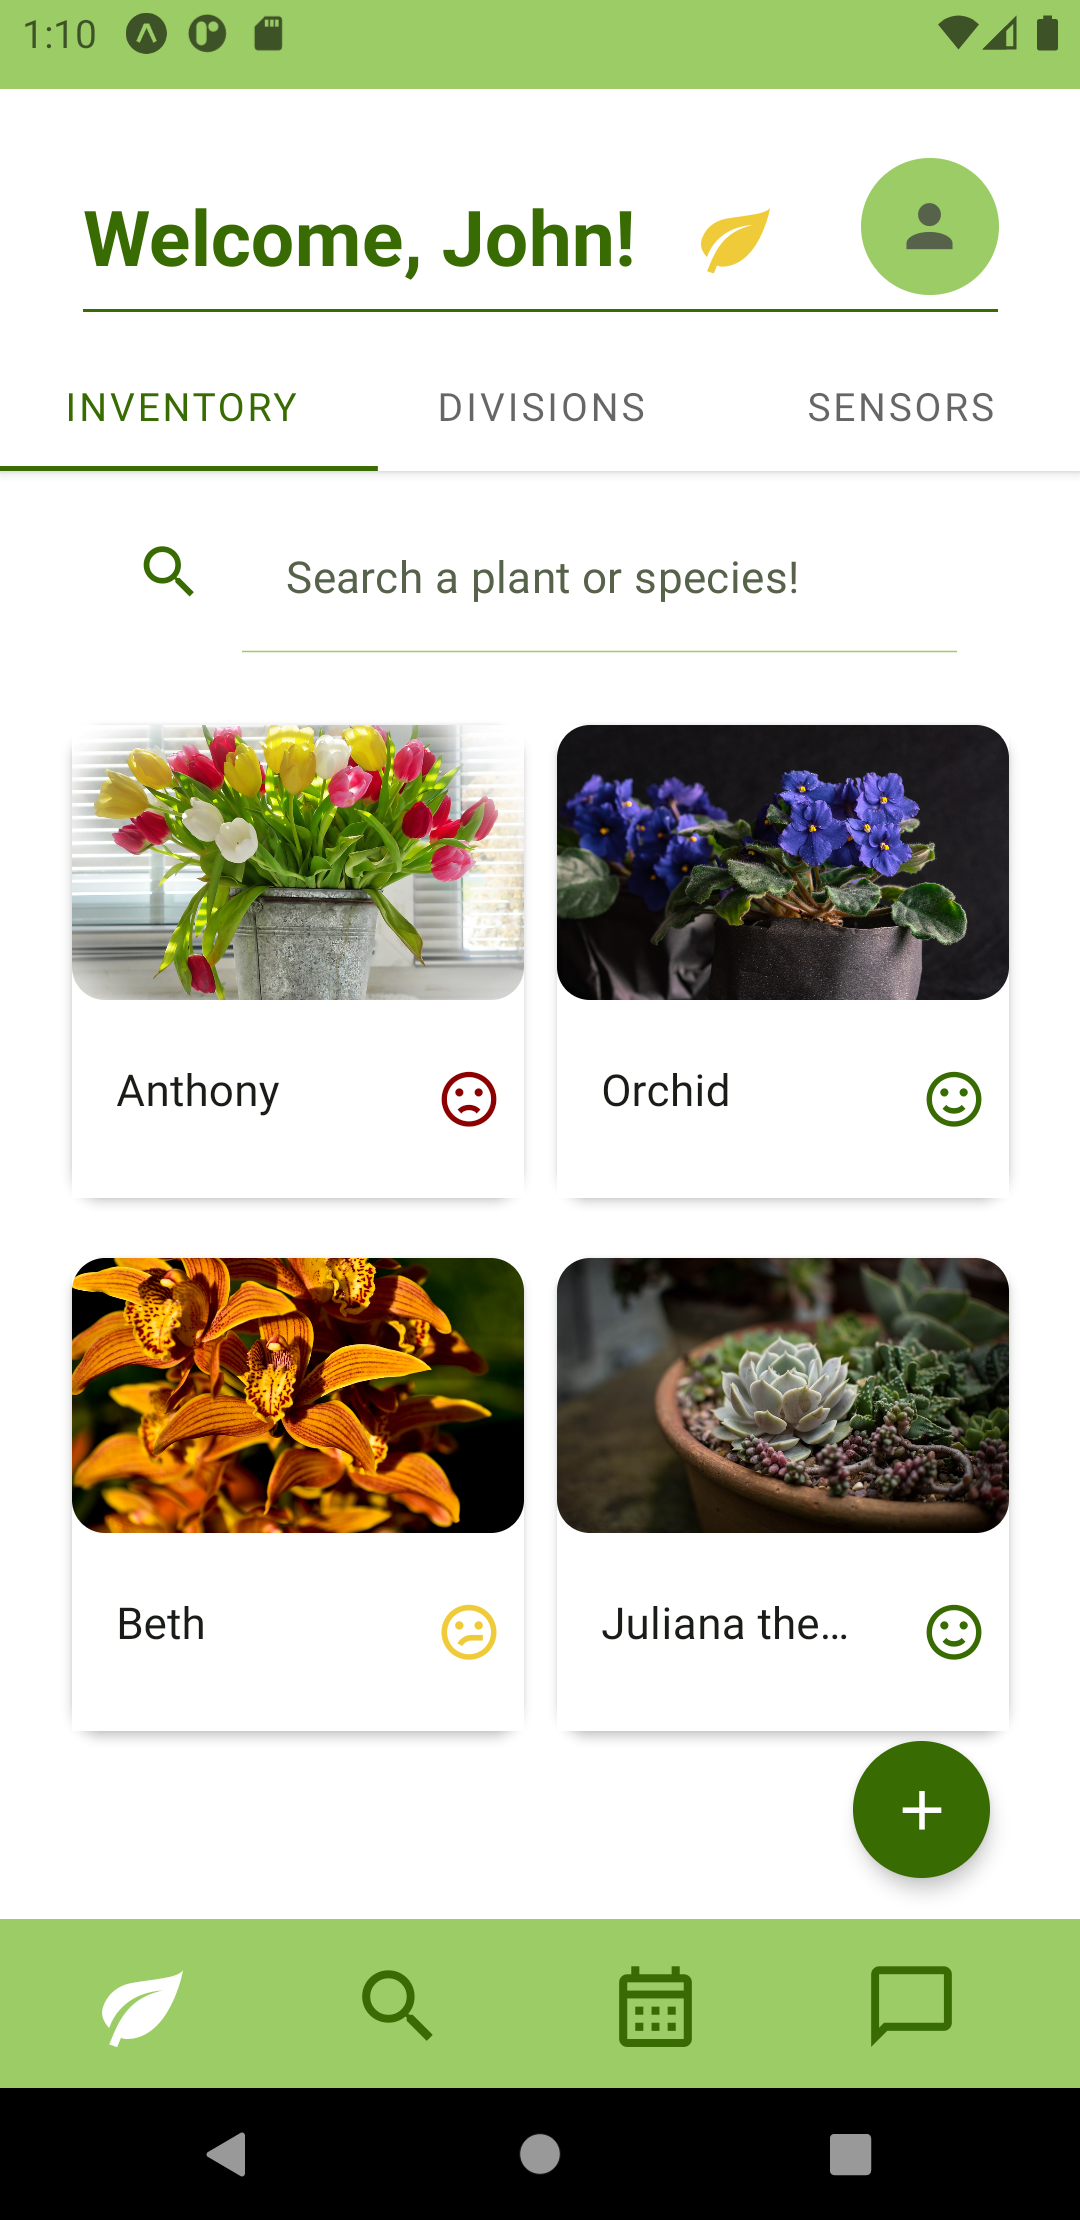 1:10
Welcome, John!
INVENTORY DIVISIONS SENSORS
Search a plant or species!
Anthony Orchid
Beth Juliana the...